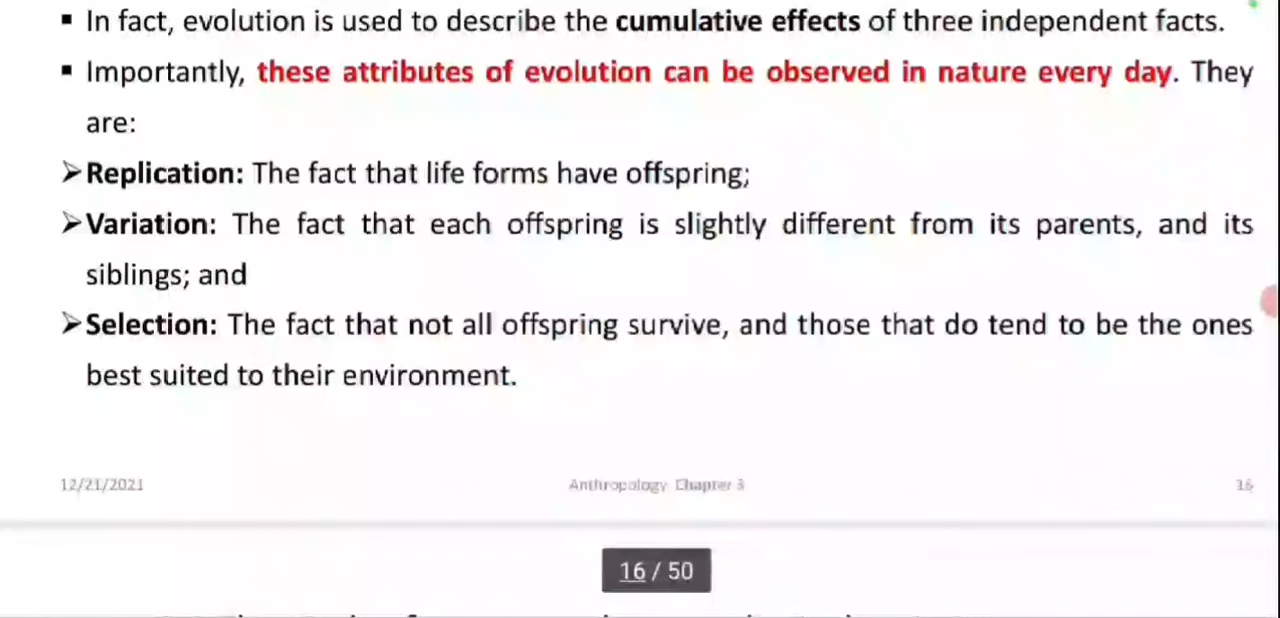 ▪ In fact, evolution is used to describe the cumulative effects of three independent facts.
▪ Importantly, these attributes of evolution can be observed in nature every day. They
are:
➢Replication: The fact that life forms have offspring;
➢Variation: The fact that each offspring is slightly different from its parents, and its
siblings; and
➢Selection: The fact that not all offspring survive, and those that do tend to be the ones
best suited to their environment.
12/21/2021 Anthropology Chapter 3 16
16 / 50